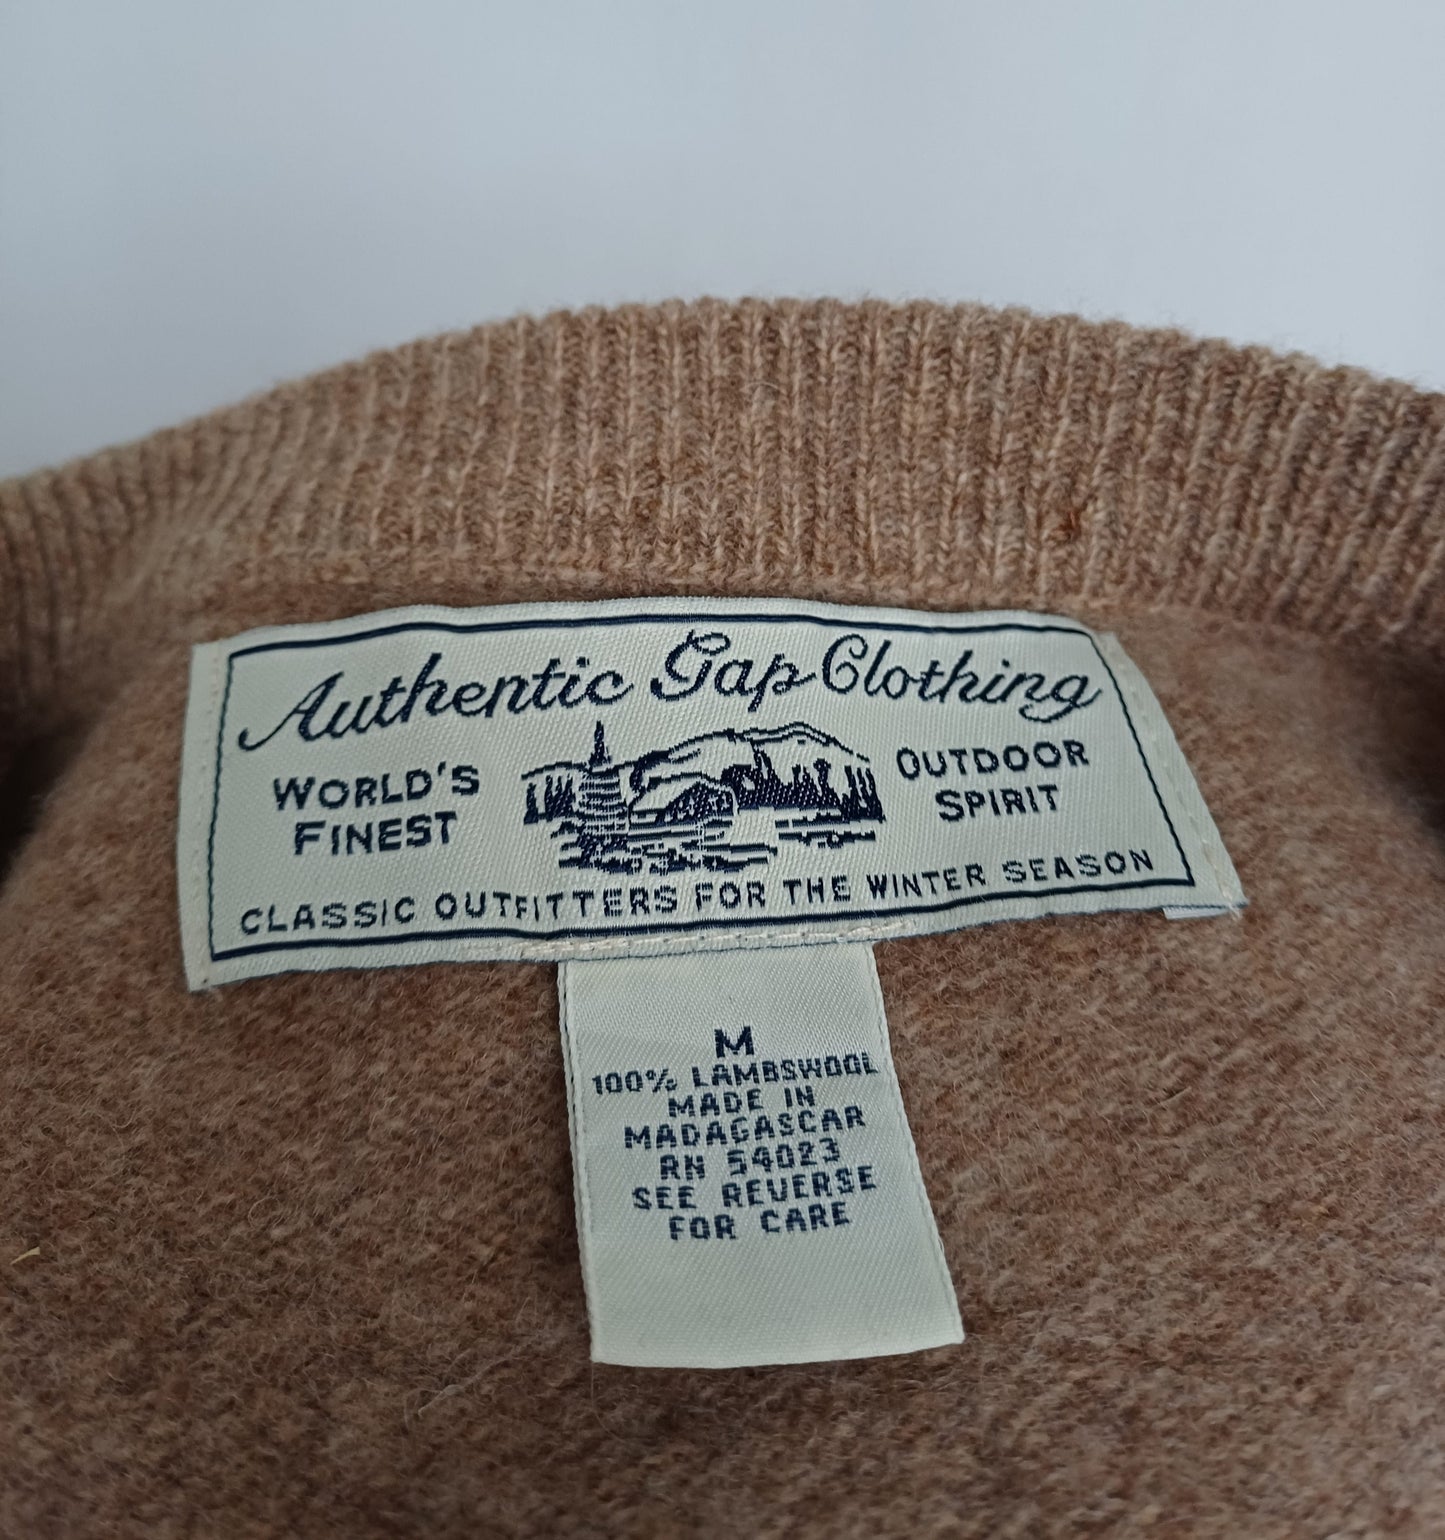 Authentic Gap Clothing
WORLD'S
FINEST
OUTDOOR
SPIRIT
CLASSIC OUTFITTERS FOR THE WINTER SEASON
M
100% LAMBSWOOL
MADE IN
MADAGASCAR
RN 54023
SEE REVERSE
FOR CARE